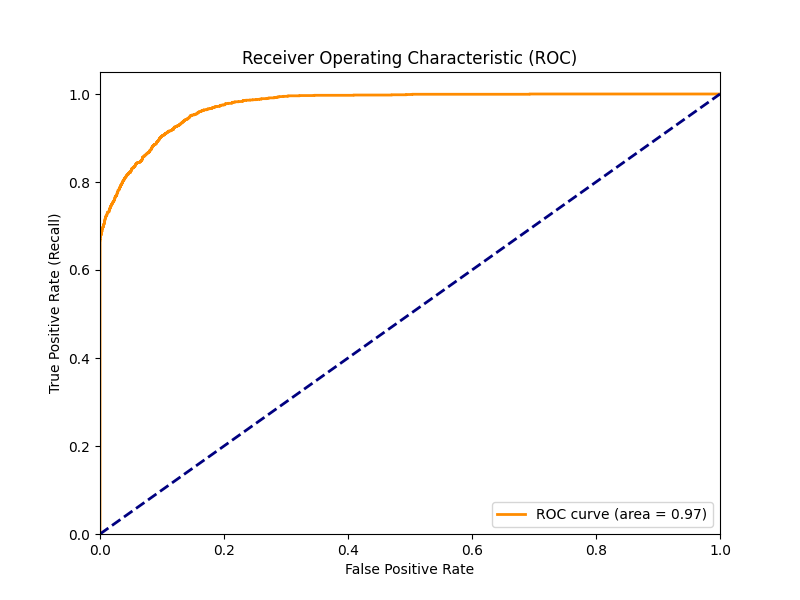 Receiver Operating Characteristic (ROC)
True Positive Rate (Recall)
1.0
0.8
0.6
0.4
0.2
0.0
0.0 0.2 0.4 0.6 0.8 1.0
False Positive Rate
ROC curve (area = 0.97)